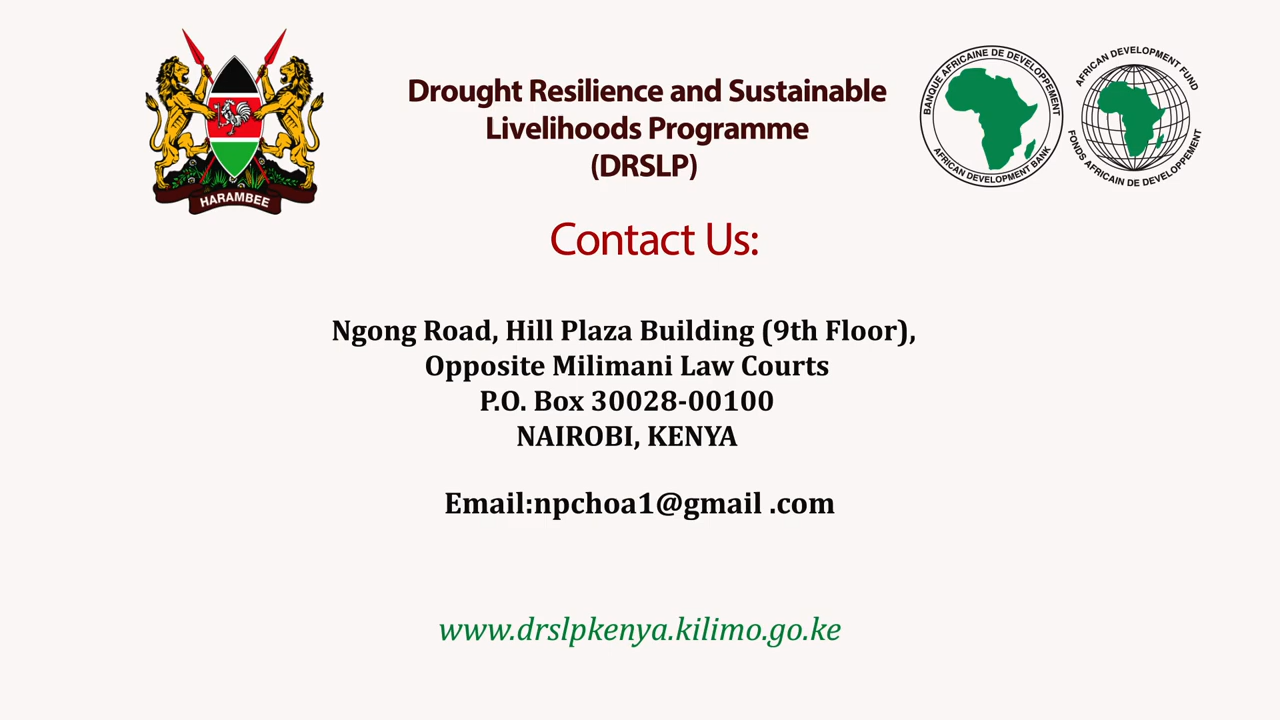 HARAMBEE
Drought Resilience and Sustainable
Livelihoods Programme
(DRSLP)
BANQUE AFRICAINE DE DEVELOPPEMENT
AFRICAN DEVELOPMENT BANK
AFRICAN DEVELOPMENT FUND
FONDS AFRICAIN DE DEVELOPPEMENT
Contact Us:
Ngong Road, Hill Plaza Building (9th Floor),
Opposite Milimani Law Courts
P.O. Box 30028-00100
NAIROBI, KENYA
Email:npchoa1@gmail .com
www.drslpkenya.kilimo.go.ke